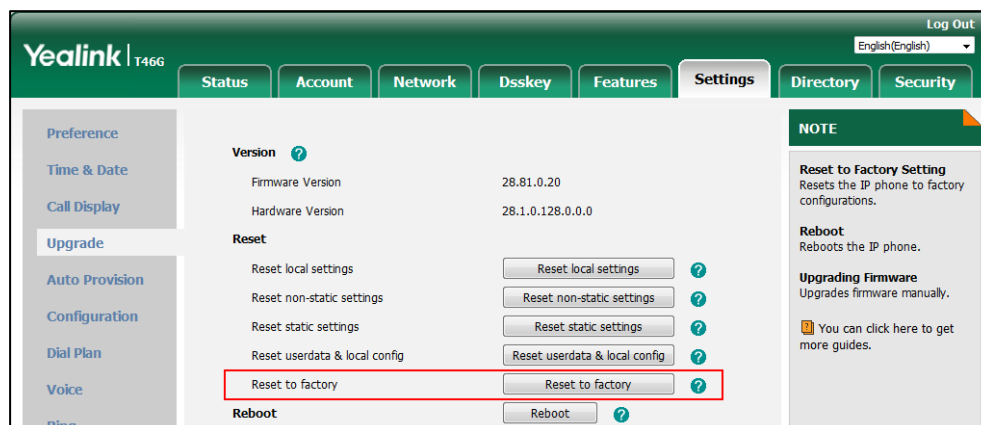 Log Out
Yealink | T46G
English(English)
Status Account Network Dsskey Features Settings Directory Security
Preference
Time & Date
Call Display
Upgrade
Auto Provision
Configuration
Dial Plan
Voice
Ring
Version
Firmware Version 28.81.0.20
Hardware Version 28.1.0.128.0.0.0
Reset
Reset local settings Reset local settings
Reset non-static settings Reset non-static settings
Reset static settings Reset static settings
Reset userdata & local config Reset userdata & local config
Reset to factory Reset to factory
Reboot Reboot
NOTE
Reset to Factory Setting
Resets the IP phone to factory
configurations.
Reboot
Reboots the IP phone.
Upgrading Firmware
Upgrades firmware manually.
You can click here to get
more guides.